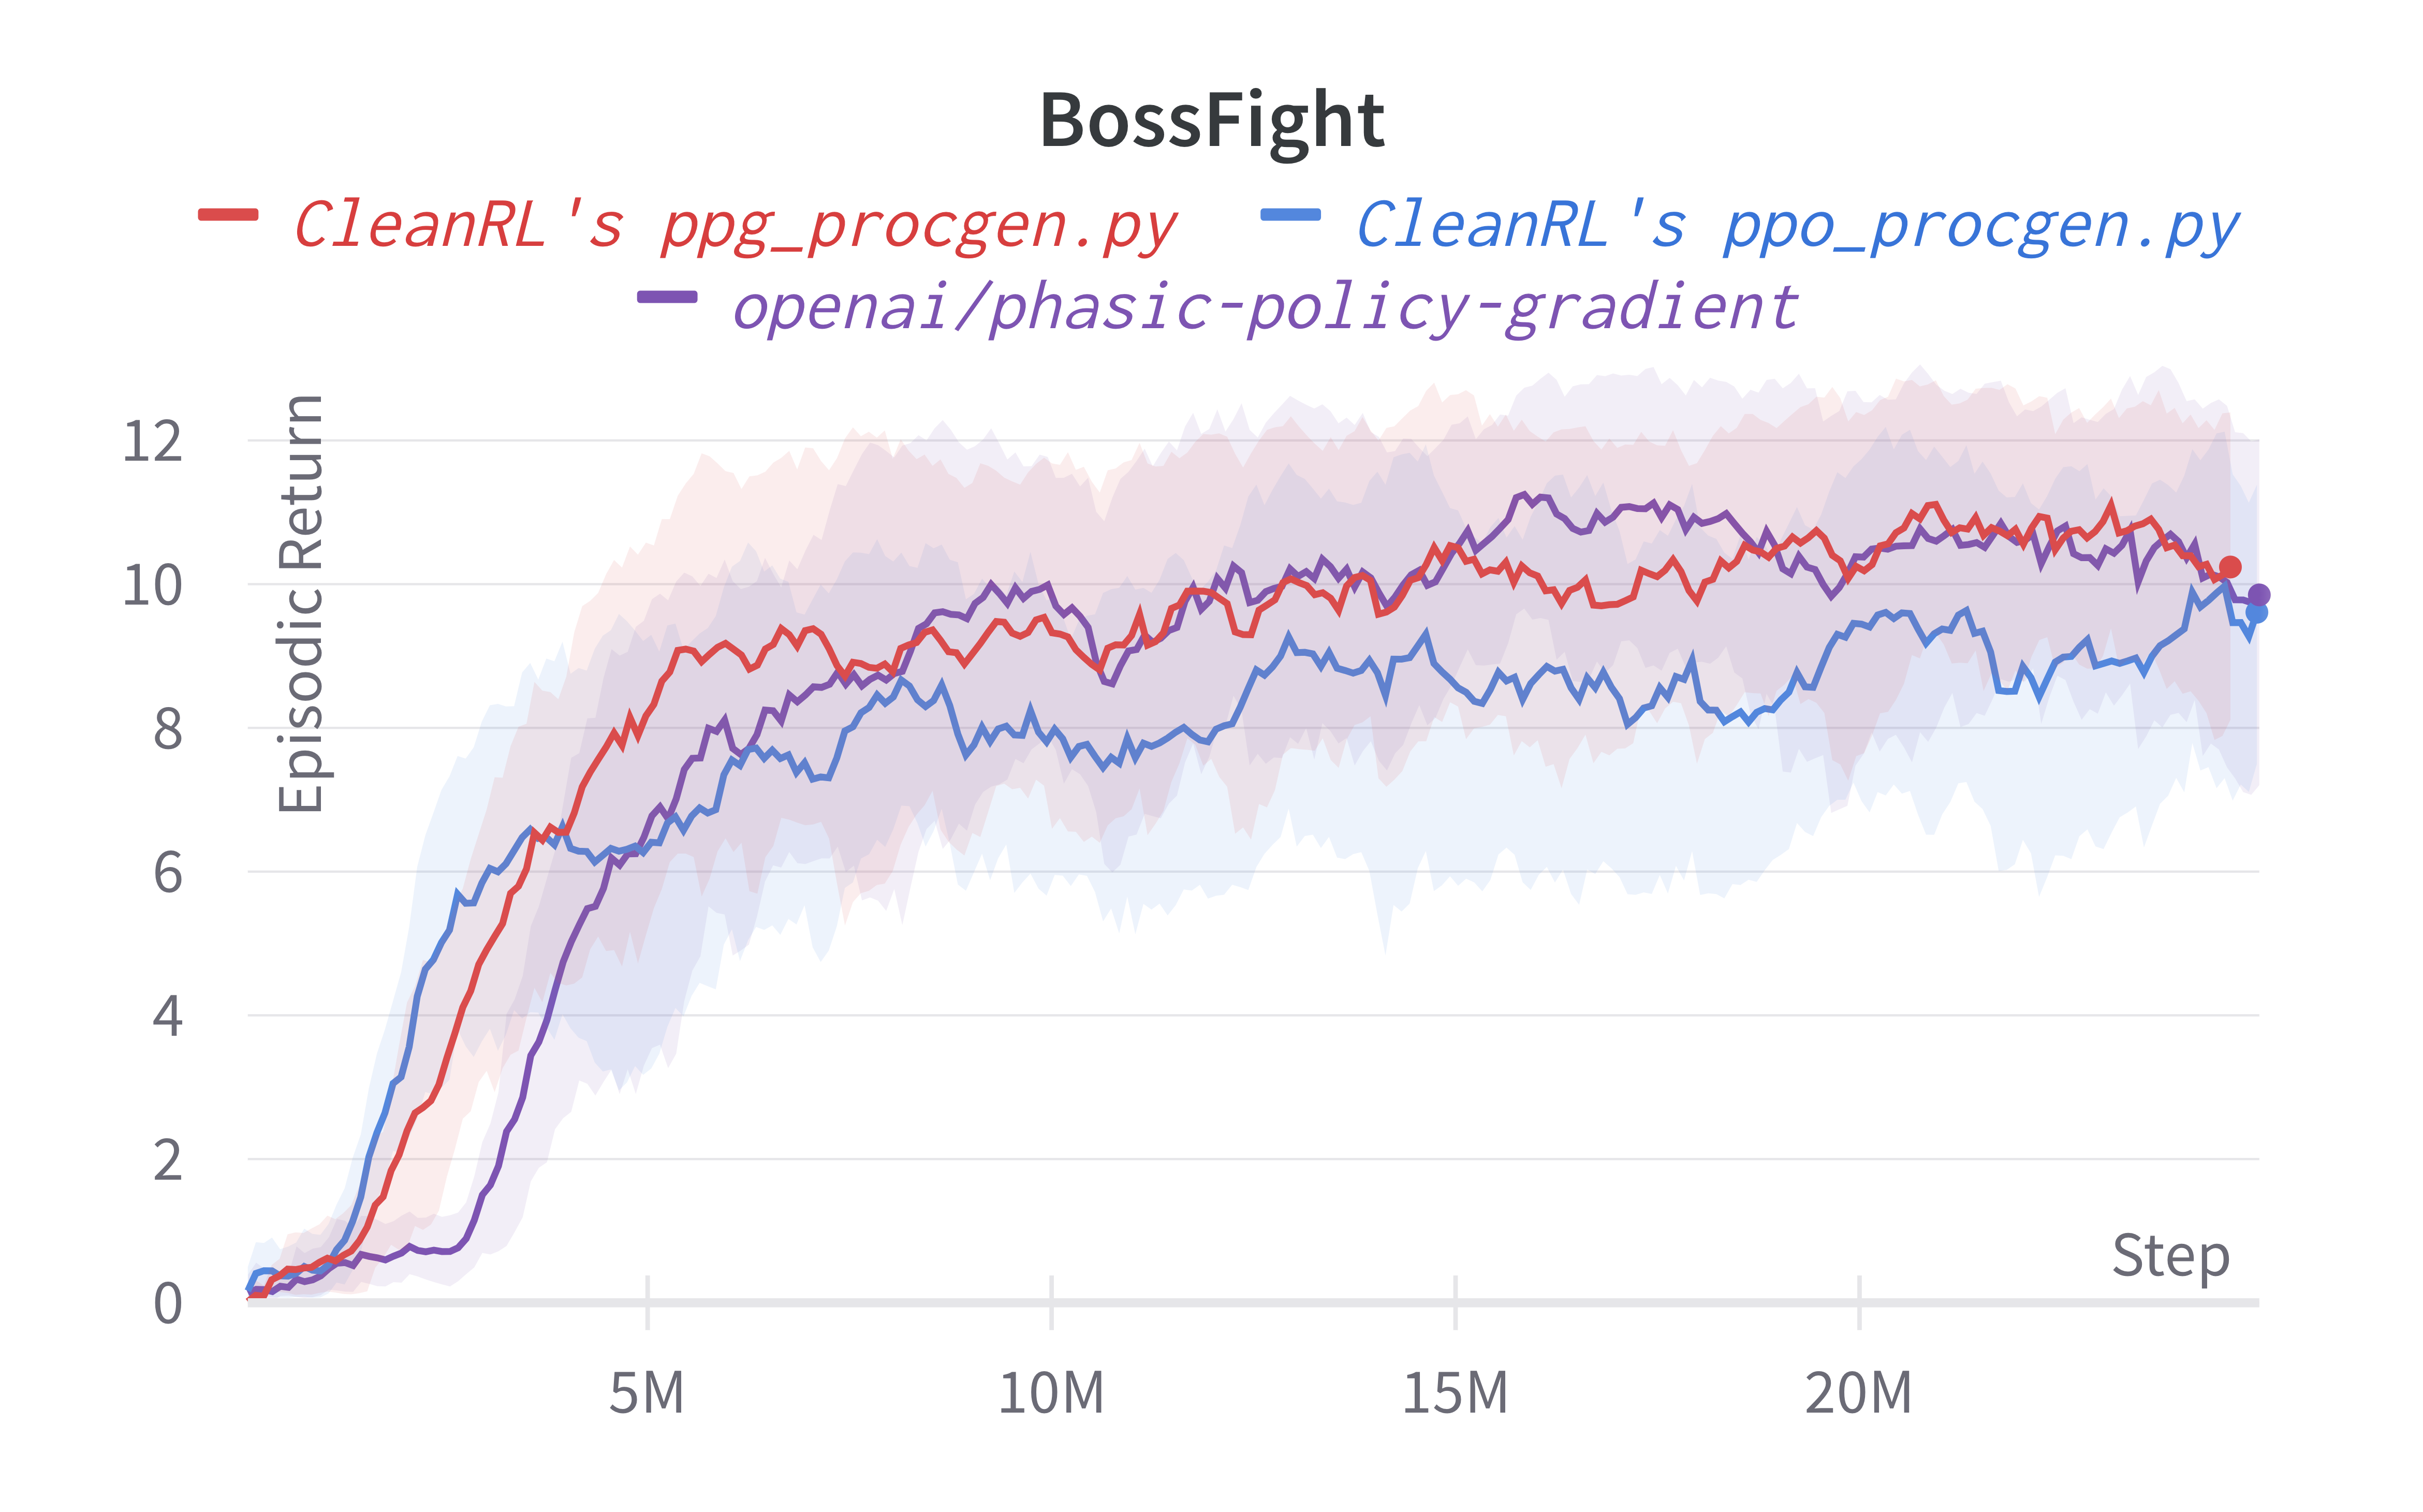 BossFight
CleanRL's ppg_procgen.py CleanRL's ppo_procgen.py
openai/phasic-policy-gradient
Episodic Return
12
10
8
6
4
2
0
Step
5M 10M 15M 20M